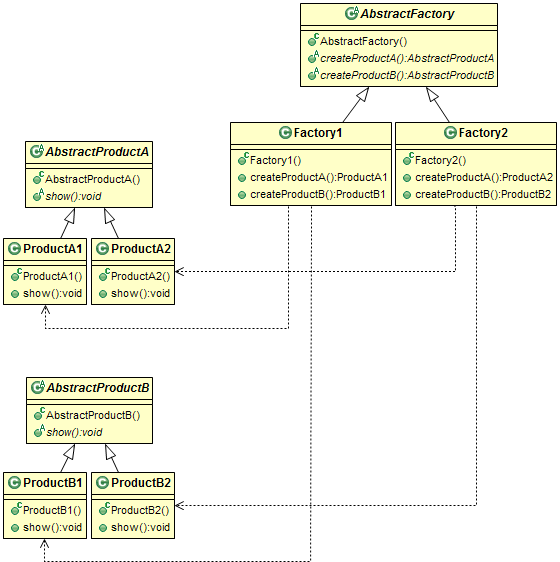 AbstractFactory
AbstractFactory()
createProductA():AbstractProductA
createProductB():AbstractProductB
Factory1
Factory1()
createProductA():ProductA1
createProductB():ProductB1
Factory2
Factory2()
createProductA():ProductA2
createProductB():ProductB2
AbstractProductA
AbstractProductA()
show():void
ProductA1
ProductA1()
show():void
ProductA2
ProductA2()
show():void
AbstractProductB
AbstractProductB()
show():void
ProductB1
ProductB1()
show():void
ProductB2
ProductB2()
show():void